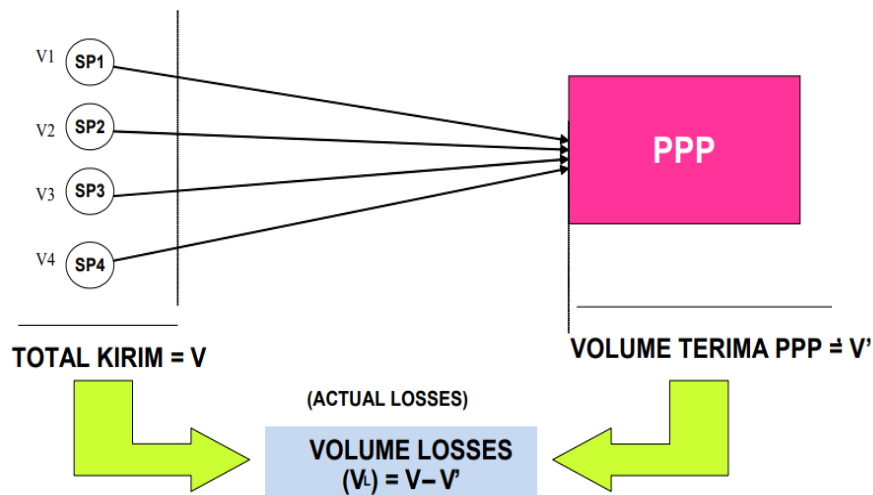 V1
SP1
V2
SP2
V3
SP3
V4
SP4
PPP
TOTAL KIRIM = V
VOLUME TERIMA PPP = V'
(ACTUAL LOSSES)
VOLUME LOSSES
(VL) = V– V'